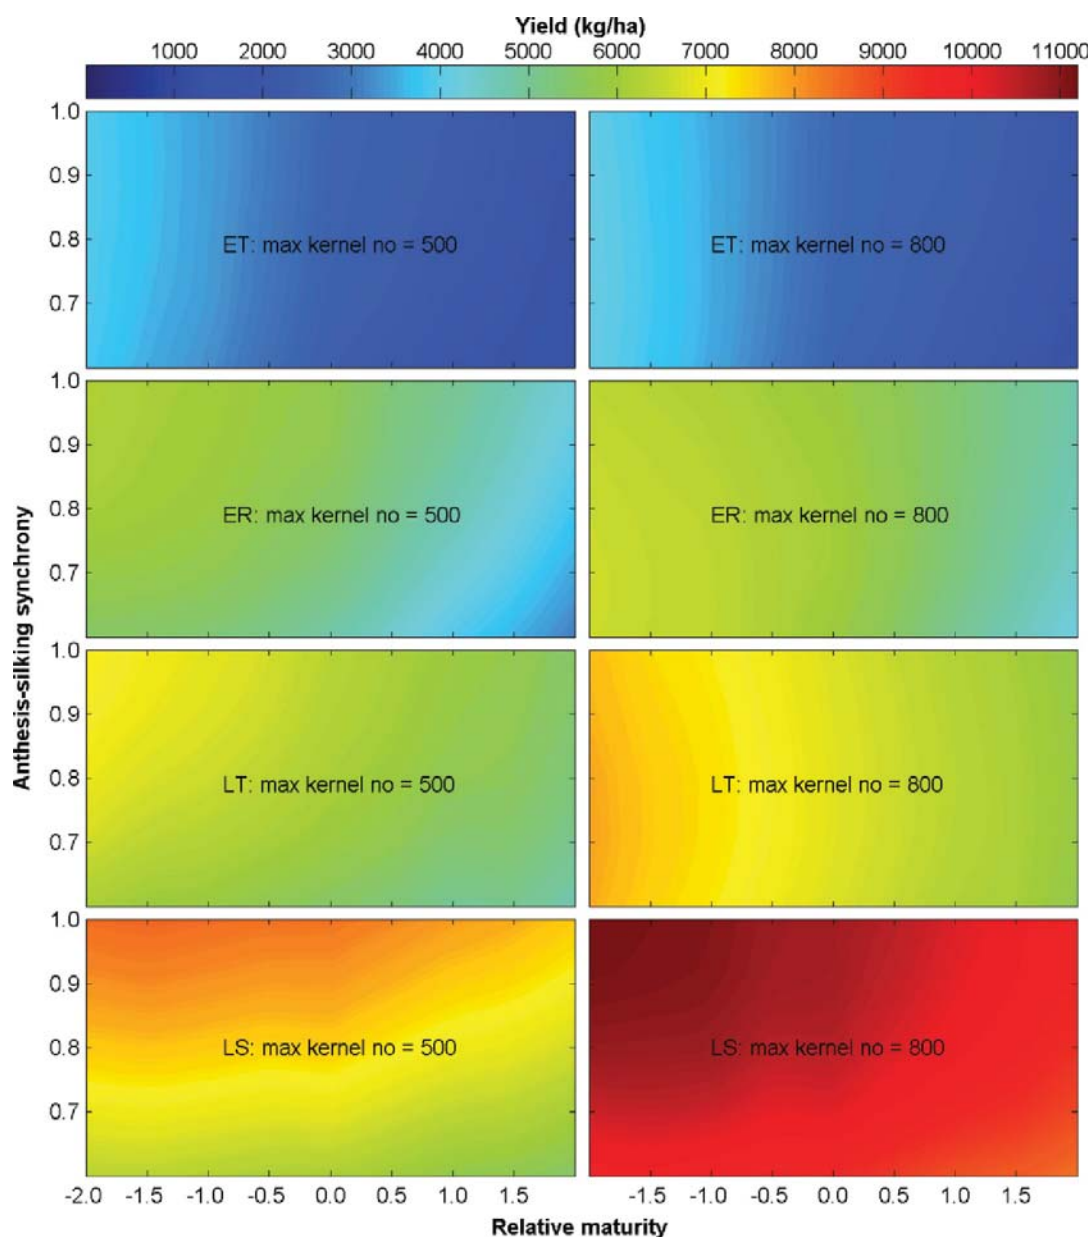 Yield (kg/ha)
1000 2000 3000 4000 5000 6000 7000 8000 9000 10000 11000
1.0
0.9
0.8
0.7
ET: max kernel no = 500
ET: max kernel no = 800
1.0
0.9
0.8
0.7
ER: max kernel no = 500
ER: max kernel no = 800
1.0
0.9
0.8
0.7
LT: max kernel no = 500
LT: max kernel no = 800
1.0
0.9
0.8
0.7
LS: max kernel no = 500
LS: max kernel no = 800
Anthesis-silking synchrony
-2.0 -1.5 -1.0 -0.5 0.0 0.5 1.0 1.5
-1.5 -1.0 -0.5 0.0 0.5 1.0 1.5
Relative maturity